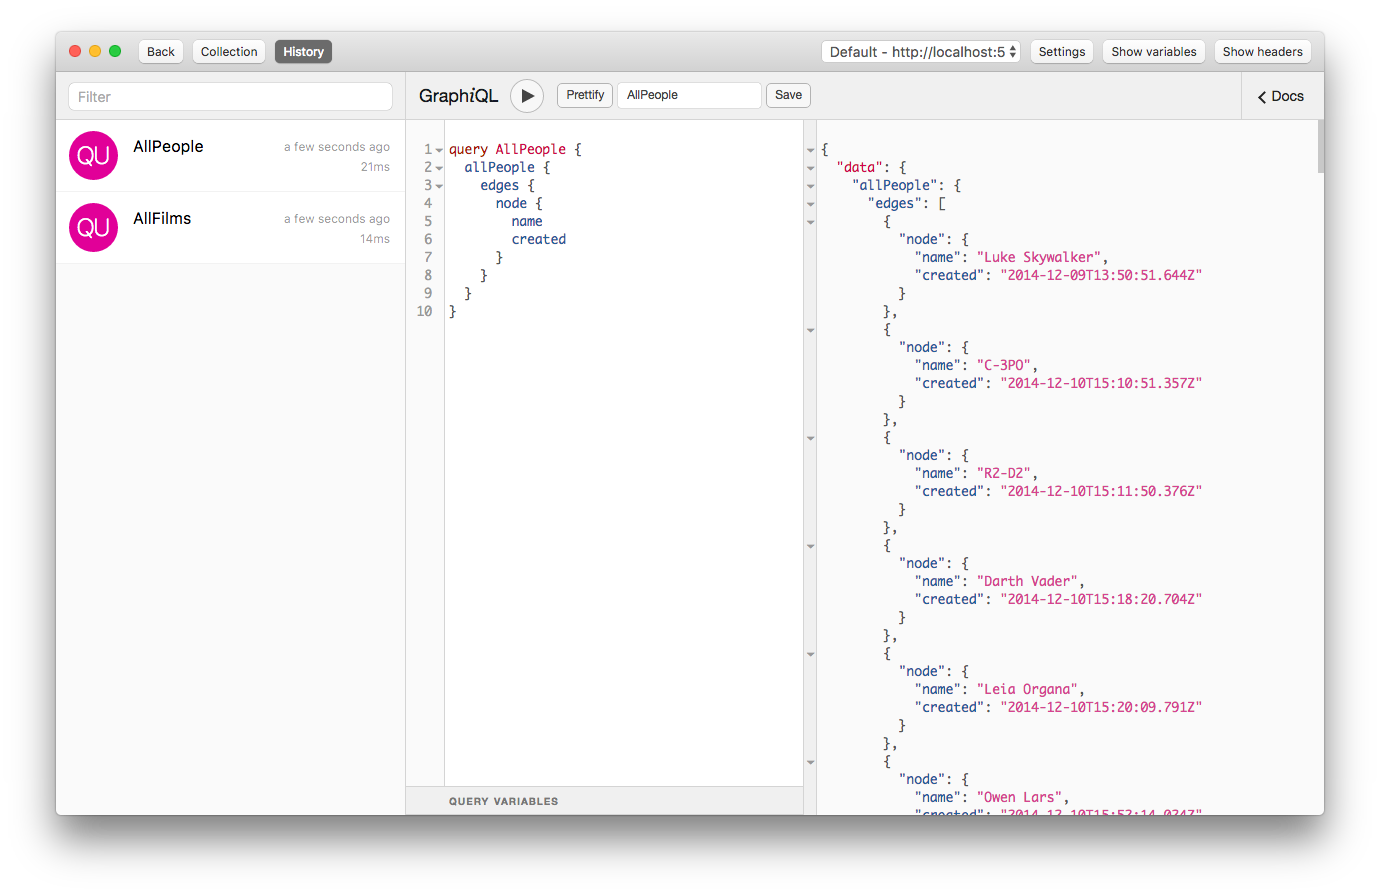 Back Collection History Default - http://localhost:5 Settings Show variables Show headers
Filter
GraphiQL Prettify AllPeople Save Docs
QU AllPeople a few seconds ago
21ms
QU AllFilms a few seconds ago
14ms
1 query AllPeople {
2 allPeople {
3 edges {
4 node {
5 name
6 created
7 }
8 }
9 }
10 }
QUERY VARIABLES
{
"data": {
"allPeople": {
"edges": [
{
"node": {
"name": "Luke Skywalker",
"created": "2014-12-09T13:50:51.644Z"
}
},
{
"node": {
"name": "C-3PO",
"created": "2014-12-10T15:10:51.357Z"
}
},
{
"node": {
"name": "R2-D2",
"created": "2014-12-10T15:11:50.376Z"
}
},
{
"node": {
"name": "Darth Vader",
"created": "2014-12-10T15:18:20.704Z"
}
},
{
"node": {
"name": "Leia Organa",
"created": "2014-12-10T15:20:09.791Z"
}
},
{
"node": {
"name": "Owen Lars",
"created":